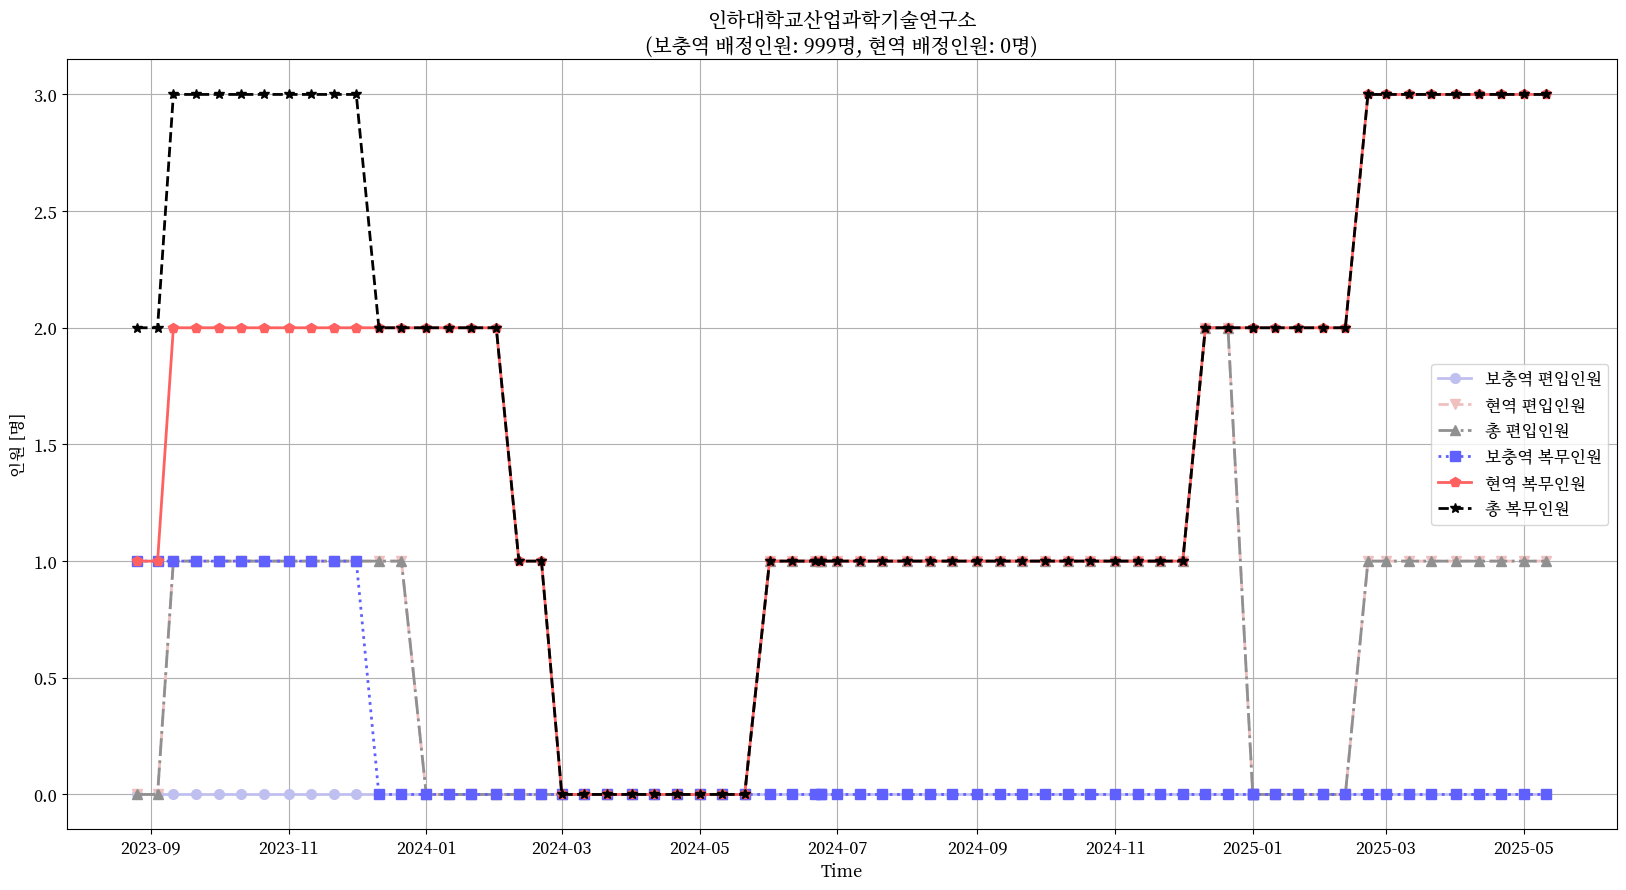 인하대학교산업과학기술연구소
(보충역 배정인원: 999명, 현역 배정인원: 0명)
인원 [명]
3.0
2.5
2.0
1.5
1.0
0.5
0.0
보충역 편입인원
현역 편입인원
총 편입인원
보충역 복무인원
현역 복무인원
총 복무인원
2023-09 2023-11 2024-01 2024-03 2024-05 2024-07 2024-09 2024-11 2025-01 2025-03 2025-05
Time